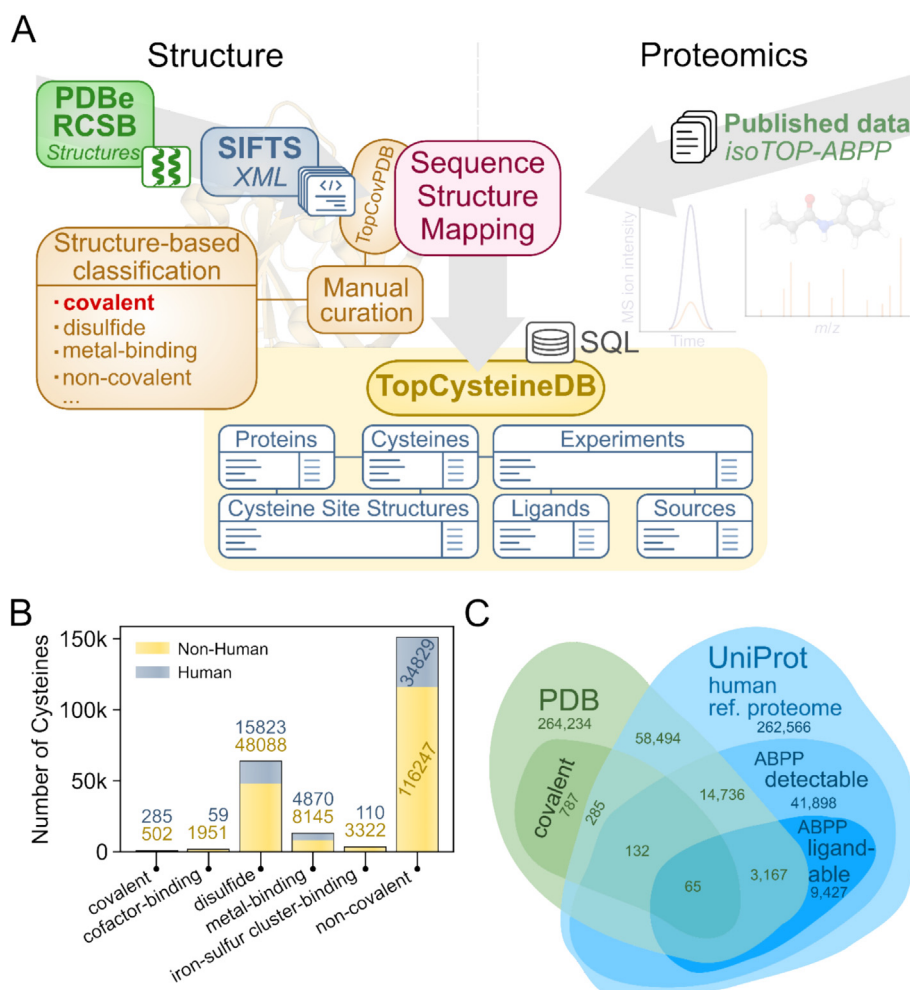 A
Structure
Proteomics
PDBe
RCSB
Structures
SIFTS
XML
</>
TopCovPDB
Sequence
Structure
Mapping
Published data
isoTOP-ABPP
Structure-based
classification
· covalent
· disulfide
· metal-binding
· non-covalent
...
Manual
curation
MS ion intensity
Time
m/z
SQL
TopCysteineDB
Proteins
Cysteines
Experiments
Cysteine Site Structures
Ligands
Sources
B
Number of Cysteines
150k
100k
50k
0
Non-Human
Human
285
502
59
1951
15823
48088
4870
8145
110
3322
34829
116247
covalent
cofactor-binding
disulfide
metal-binding
iron-sulfur cluster-binding
non-covalent
C
PDB
264,234
UniProt
human
ref. proteome
262,566
58,494
covalent
787
285
14,736
ABPP
detectable
41,898
132
65
3,167
ABPP
ligand-
able
9,427